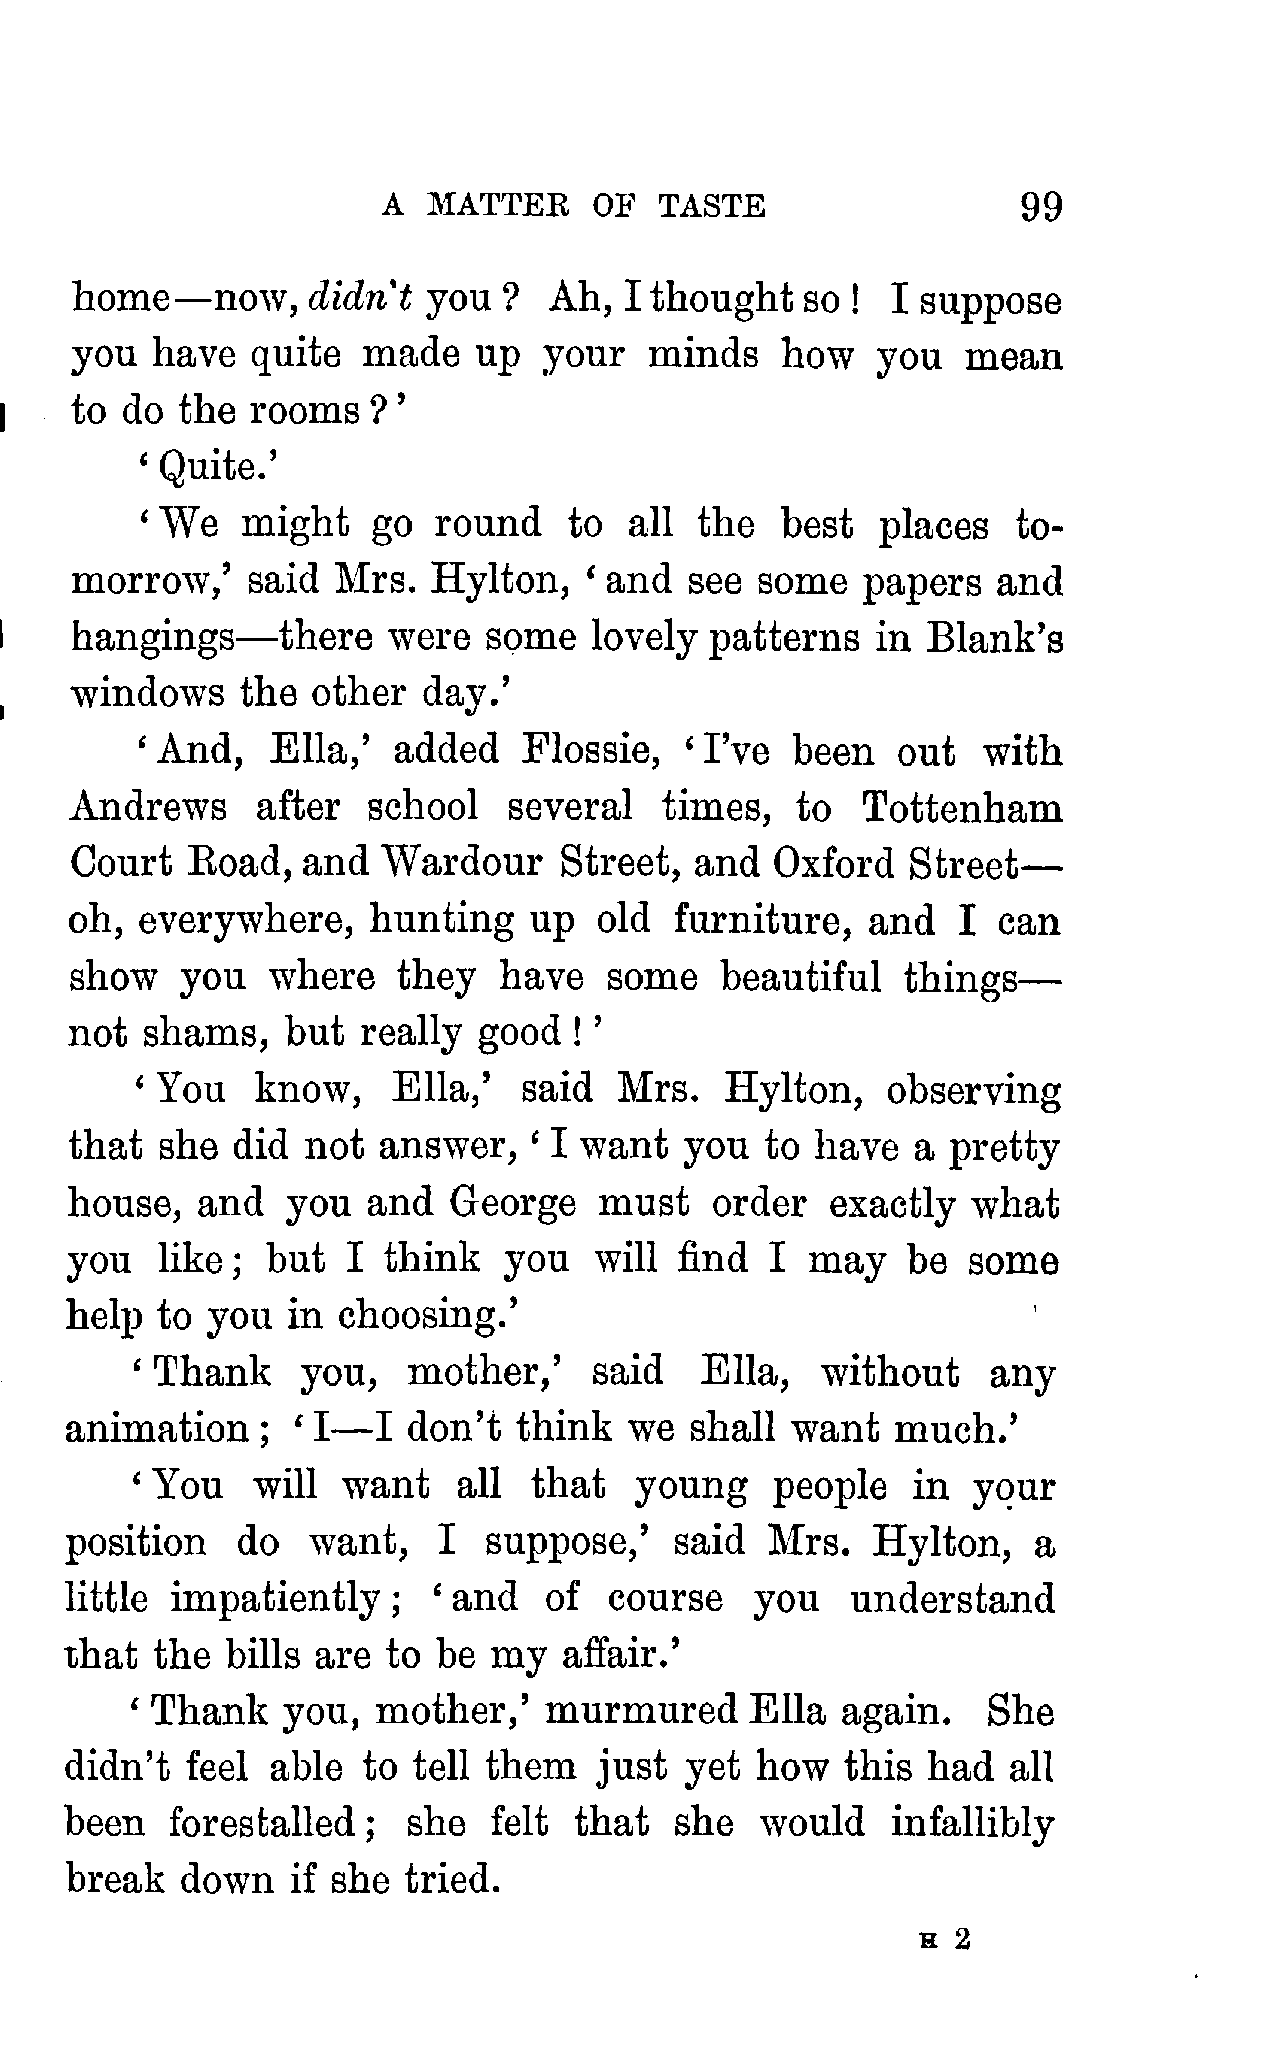 A MATTER OF TASTE 99
home—now, didn't you? Ah, I thought so! I suppose
you have quite made up your minds how you mean
to do the rooms?'
'Quite.'
'We might go round to all the best places to-
morrow,' said Mrs. Hylton, 'and see some papers and
hangings—there were some lovely patterns in Blank's
windows the other day.'
'And, Ella,' added Flossie, 'I've been out with
Andrews after school several times, to Tottenham
Court Road, and Wardour Street, and Oxford Street—
oh, everywhere, hunting up old furniture, and I can
show you where they have some beautiful things—
not shams, but really good!'
'You know, Ella,' said Mrs. Hylton, observing
that she did not answer, 'I want you to have a pretty
house, and you and George must order exactly what
you like; but I think you will find I may be some
help to you in choosing.'
'Thank you, mother,' said Ella, without any
animation; 'I—I don't think we shall want much.'
'You will want all that young people in your
position do want, I suppose,' said Mrs. Hylton, a
little impatiently; 'and of course you understand
that the bills are to be my affair.'
'Thank you, mother,' murmured Ella again. She
didn't feel able to tell them just yet how this had all
been forestalled; she felt that she would infallibly
break down if she tried.
H 2